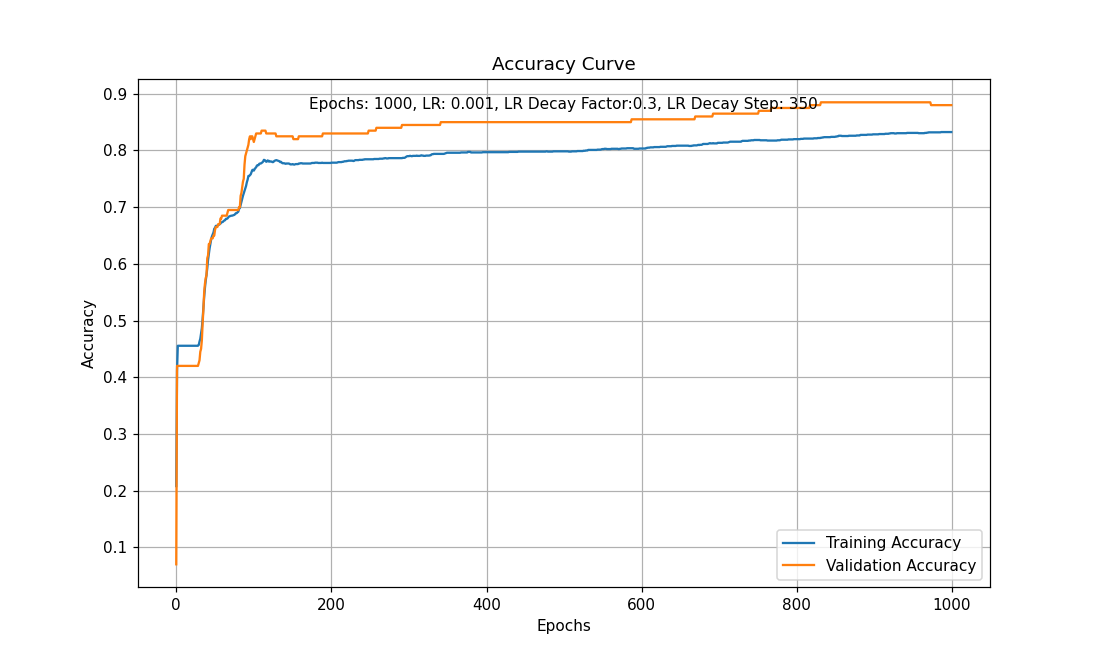 Accuracy Curve
Epochs: 1000, LR: 0.001, LR Decay Factor:0.3, LR Decay Step: 350
0.9
0.8
0.7
0.6
0.5
0.4
0.3
0.2
0.1
Accuracy
Training Accuracy
Validation Accuracy
0 200 400 600 800 1000
Epochs